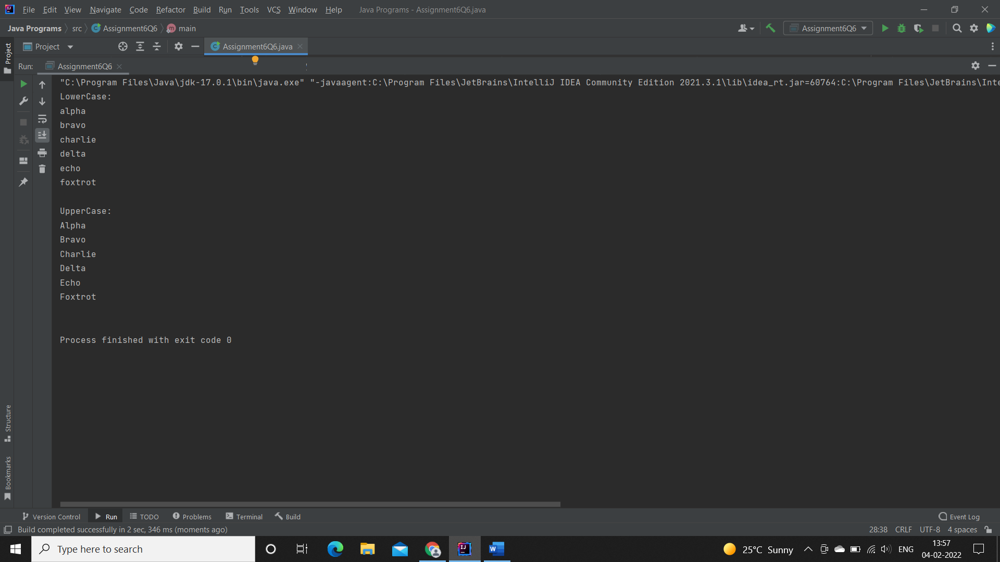 File Edit View Navigate Code Refactor Build Run Tools VCS Window Help Java Programs - Assignment6Q6.java
Java Programs src Assignment6Q6 main Assignment6Q6
Project Project Assignment6Q6.java
Run: Assignment6Q6
"C:\Program Files\Java\jdk-17.0.1\bin\java.exe" "-javaagent:C:\Program Files\JetBrains\IntelliJ IDEA Community Edition 2021.3.1\lib\idea_rt.jar=60764:C:\Program Files\JetBrains\Inte
LowerCase:
alpha
bravo
charlie
delta
echo
foxtrot
UpperCase:
Alpha
Bravo
Charlie
Delta
Echo
Foxtrot
Process finished with exit code 0
Structure
Bookmarks
Version Control Run TODO Problems Terminal Build Event Log
Build completed successfully in 2 sec, 346 ms (moments ago) 28:38 CRLF UTF-8 4 spaces
Type here to search 25°C Sunny ENG 13:57
04-02-2022